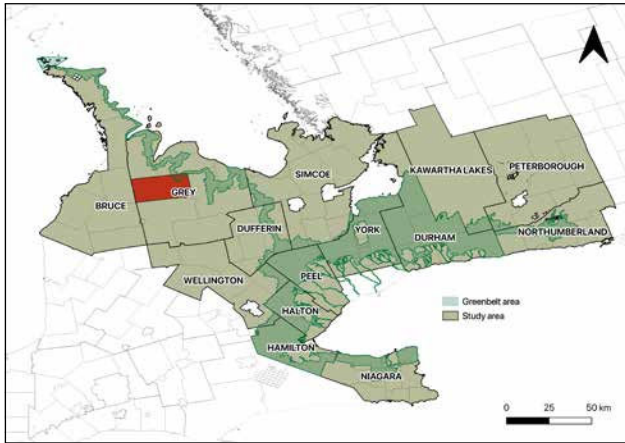 SIMCOE
KAWARTHA LAKES
PETERBOROUGH
GREY
BRUCE
DUFFERIN
YORK
DURHAM
NORTHUMBERLAND
WELLINGTON
PEEL
HALTON
HAMILTON
NIAGARA
Greenbelt area
Study area
0 25 50 km